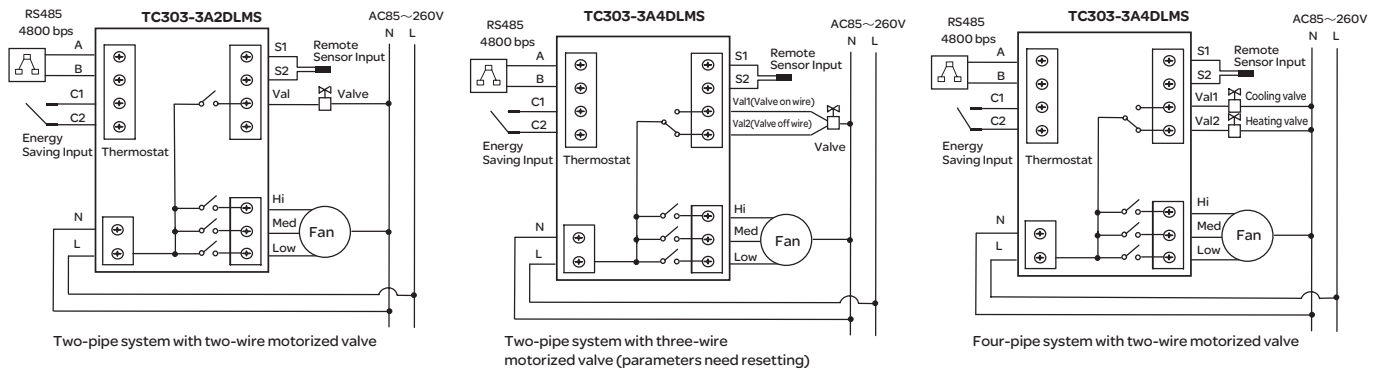 TC303-3A2DLMS
RS485
4800 bps
AC85～260V
N L
A
B
C1
C2
Energy
Saving Input
Thermostat
S1
S2
Remote
Sensor Input
Val
Valve
Hi
Med
Low
Fan
N
L
Two-pipe system with two-wire motorized valve
TC303-3A4DLMS
RS485
4800 bps
AC85～260V
N L
A
B
C1
C2
Energy
Saving Input
Thermostat
S1
S2
Remote
Sensor Input
Val1(Valve on wire)
Val2(Valve off wire)
Valve
Hi
Med
Low
Fan
N
L
Two-pipe system with three-wire
motorized valve (parameters need resetting)
TC303-3A4DLMS
RS485
4800 bps
AC85～260V
N L
A
B
C1
C2
Energy
Saving Input
Thermostat
S1
S2
Remote
Sensor Input
Val1
Cooling valve
Val2
Heating valve
Hi
Med
Low
Fan
N
L
Four-pipe system with two-wire motorized valve